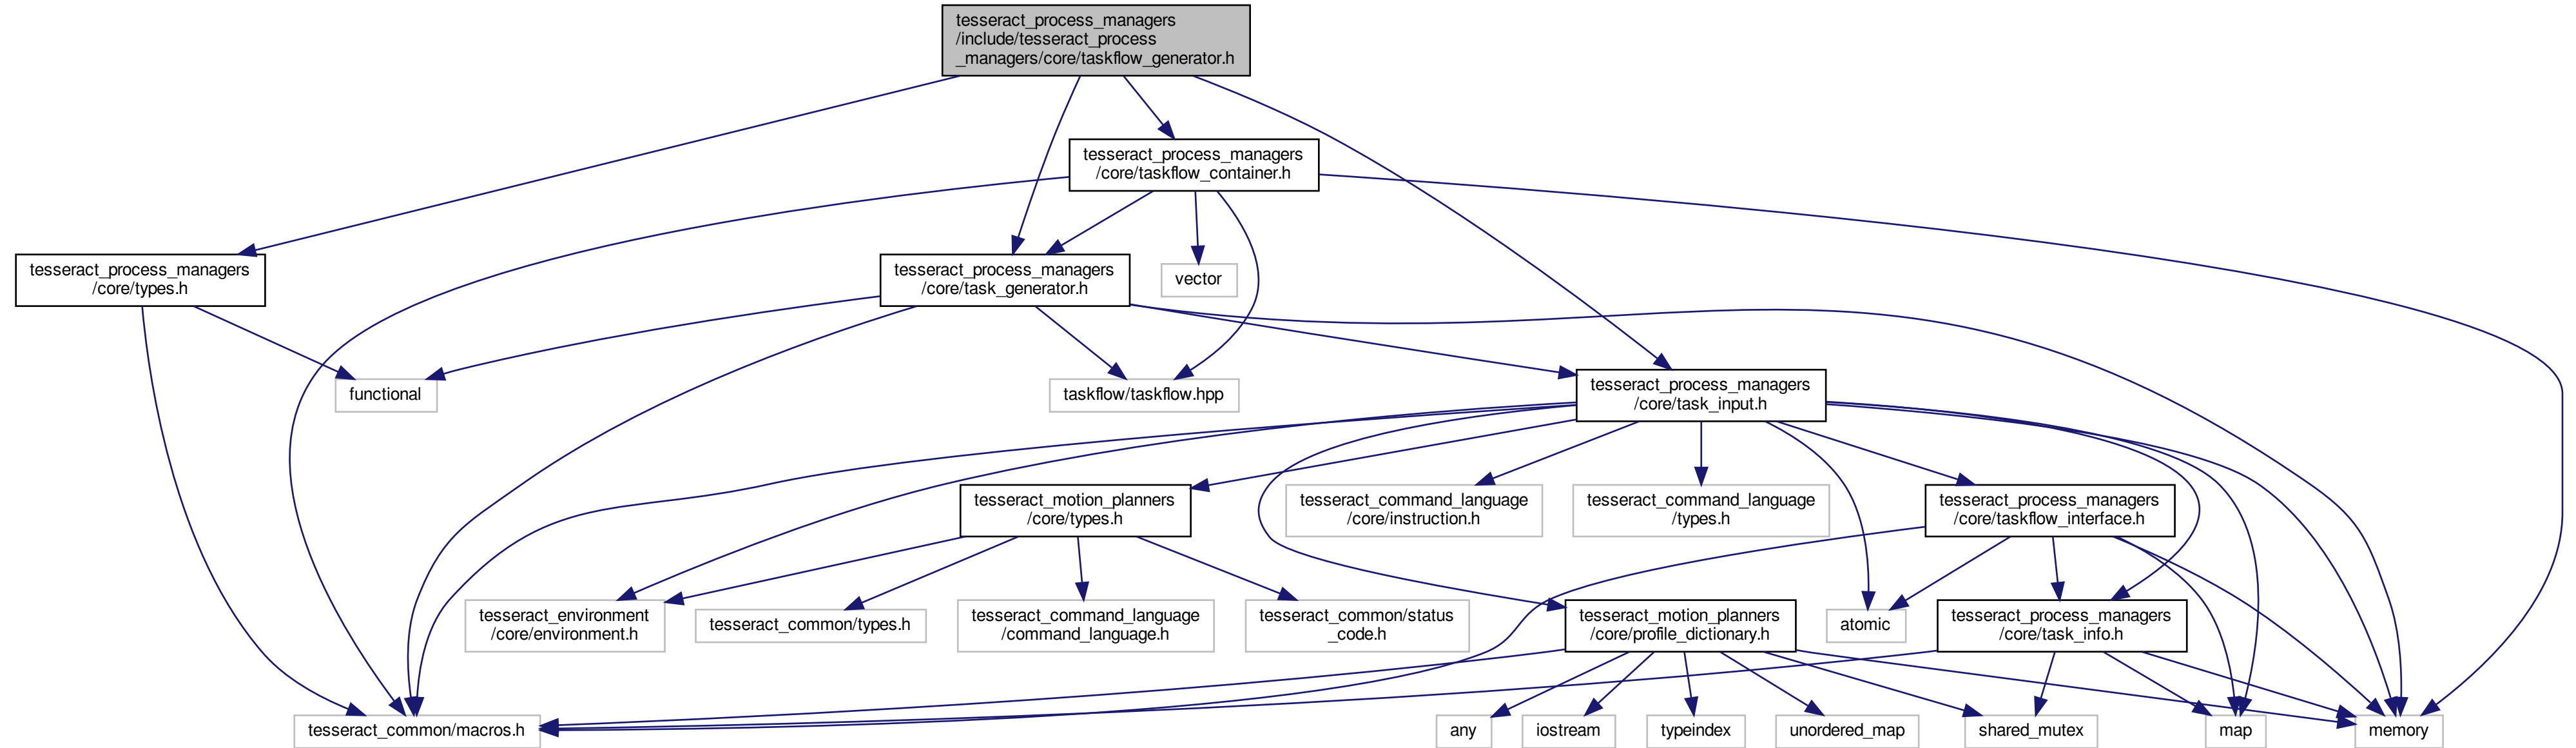 tesseract_process_managers
/include/tesseract_process
_managers/core/taskflow_generator.h
tesseract_process_managers
/core/taskflow_container.h
tesseract_process_managers
/core/types.h
tesseract_process_managers
/core/task_generator.h
vector
functional
taskflow/taskflow.hpp
tesseract_process_managers
/core/task_input.h
tesseract_motion_planners
/core/types.h
tesseract_command_language
/core/instruction.h
tesseract_command_language
/types.h
tesseract_process_managers
/core/taskflow_interface.h
tesseract_environment
/core/environment.h
tesseract_common/types.h
tesseract_command_language
/command_language.h
tesseract_common/status
_code.h
tesseract_motion_planners
/core/profile_dictionary.h
atomic
tesseract_process_managers
/core/task_info.h
tesseract_common/macros.h
any
iostream
typeindex
unordered_map
shared_mutex
map
memory